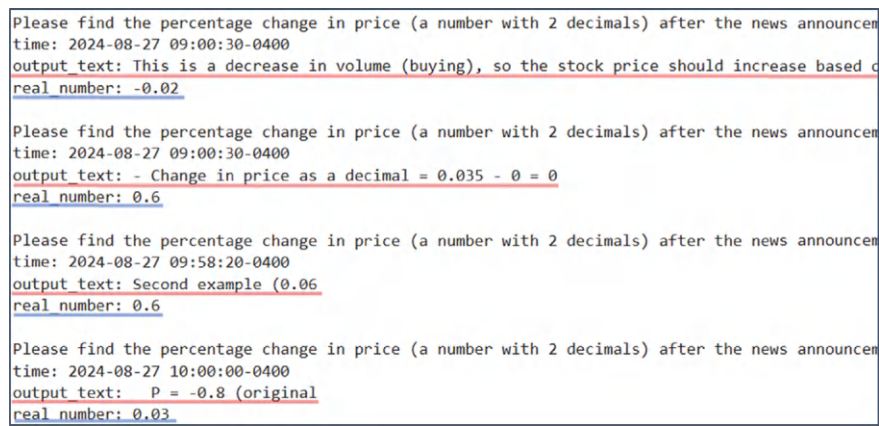 Please find the percentage change in price (a number with 2 decimals) after the news announcem
time: 2024-08-27 09:00:30-0400
output_text: This is a decrease in volume (buying), so the stock price should increase based o
real_number: -0.02
Please find the percentage change in price (a number with 2 decimals) after the news announcem
time: 2024-08-27 09:00:30-0400
output_text: - Change in price as a decimal = 0.035 - 0 = 0
real_number: 0.6
Please find the percentage change in price (a number with 2 decimals) after the news announcem
time: 2024-08-27 09:58:20-0400
output_text: Second example (0.06
real_number: 0.6
Please find the percentage change in price (a number with 2 decimals) after the news announcem
time: 2024-08-27 10:00:00-0400
output_text:   P = -0.8 (original
real_number: 0.03